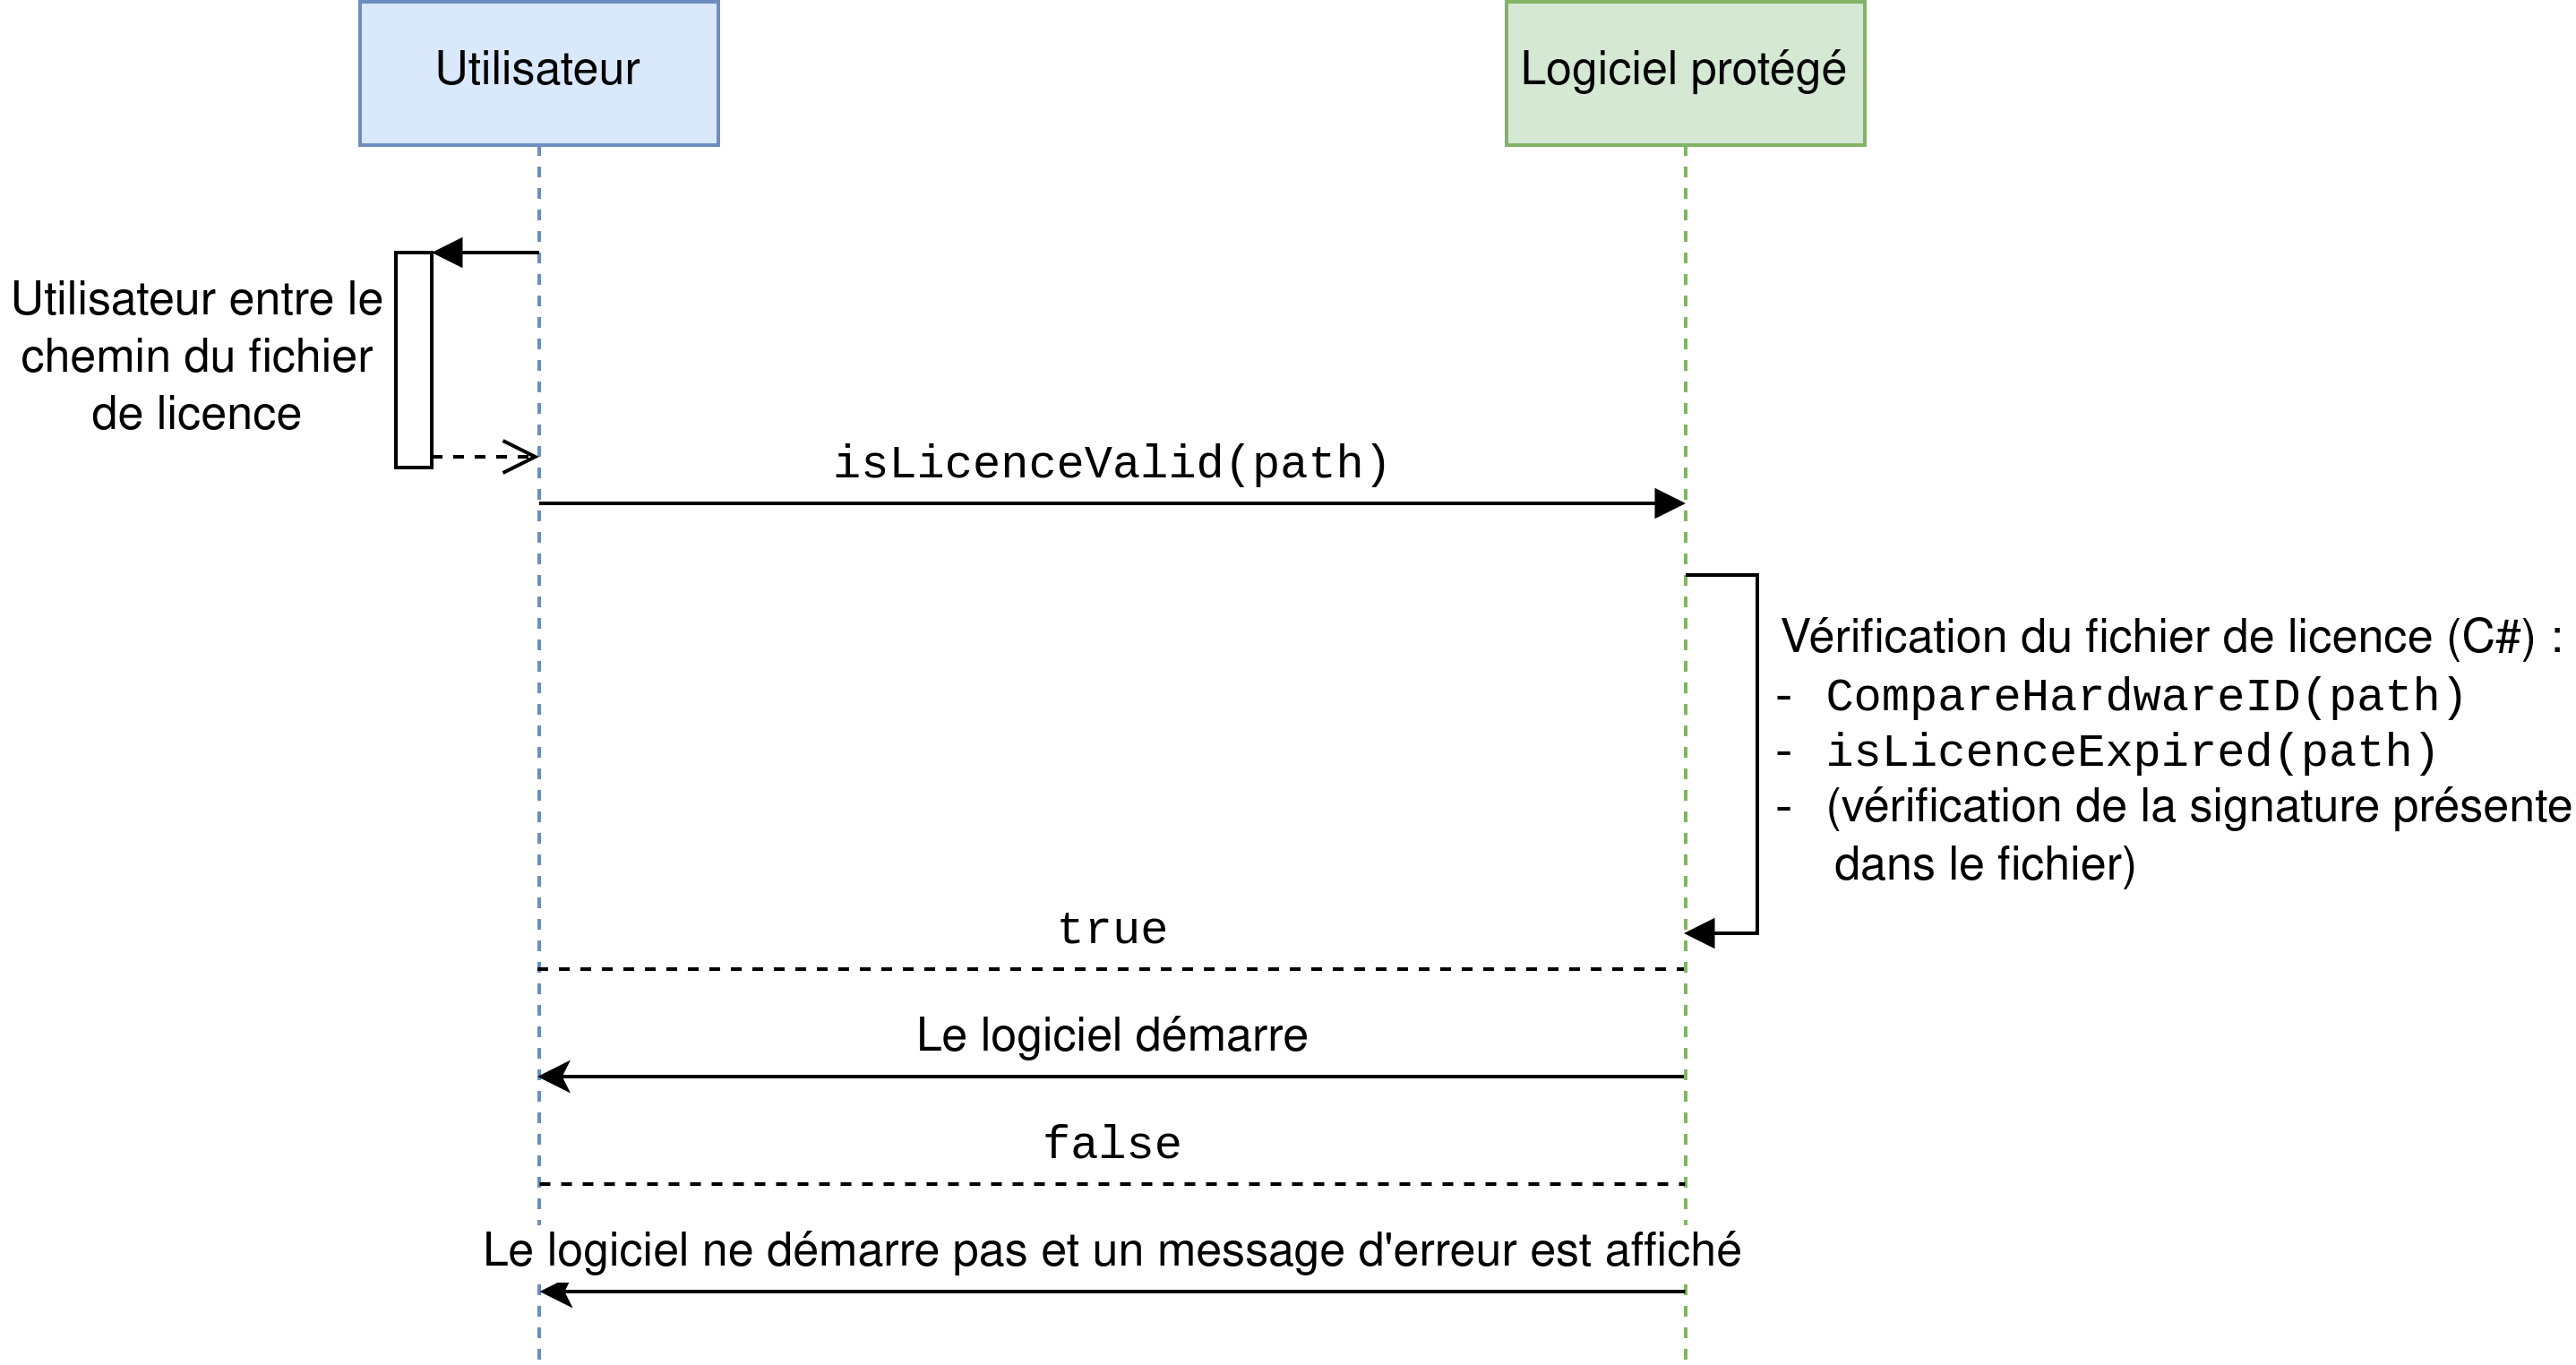 Utilisateur
Logiciel protégé
Utilisateur entre le
chemin du fichier
de licence
isLicenceValid(path)
Vérification du fichier de licence (C#) :
- CompareHardwareID(path)
- isLicenceExpired(path)
- (vérification de la signature présente
dans le fichier)
true
Le logiciel démarre
false
Le logiciel ne démarre pas et un message d'erreur est affiché